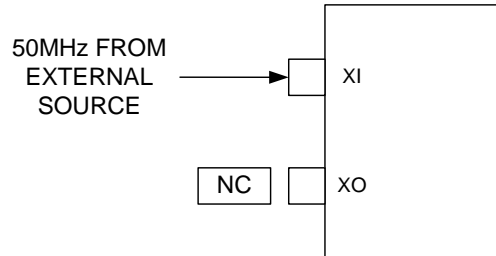 50MHz FROM
EXTERNAL
SOURCE
XI
NC
XO